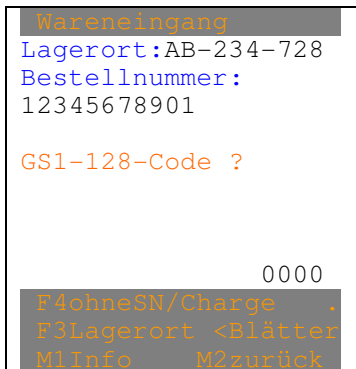 Wareneingang
Lagerort:AB-234-728
Bestellnummer:
12345678901
GS1-128-Code ?
0000
F4ohneSN/Charge .
F3Lagerort <Blätter
M1Info M2zurück